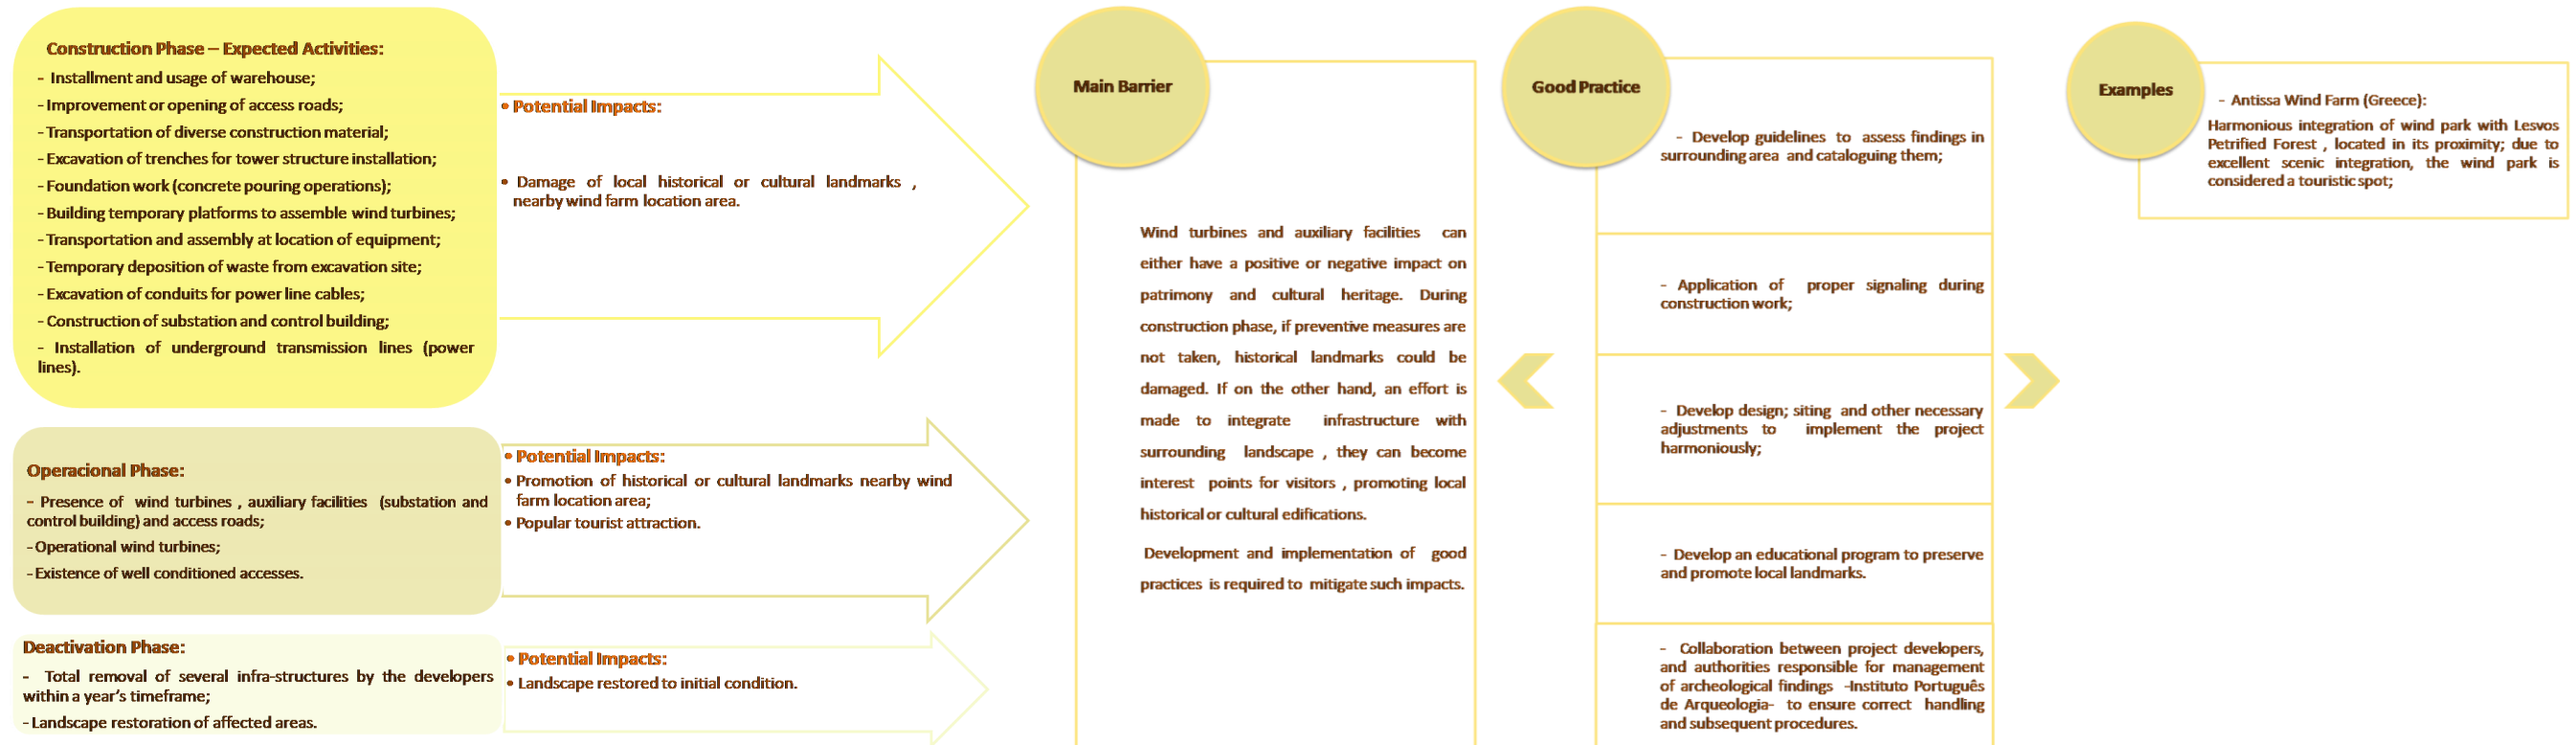 Construction Phase – Expected Activities:
- Installment and usage of warehouse;
- Improvement or opening of access roads;
- Transportation of diverse construction material;
- Excavation of trenches for tower structure installation;
- Foundation work (concrete pouring operations);
- Building temporary platforms to assemble wind turbines;
- Transportation and assembly at location of equipment;
- Temporary deposition of waste from excavation site;
- Excavation of conduits for power line cables;
- Construction of substation and control building;
- Installation of underground transmission lines (power
lines).
• Potential Impacts:
• Damage of local historical or cultural landmarks ,
nearby wind farm location area.
Operacional Phase:
- Presence of wind turbines , auxiliary facilities (substation and
control building) and access roads;
- Operational wind turbines;
- Existence of well conditioned accesses.
• Potential Impacts:
• Promotion of historical or cultural landmarks nearby wind
farm location area;
• Popular tourist attraction.
Deactivation Phase:
- Total removal of several infra-structures by the developers
within a year's timeframe;
- Landscape restoration of affected areas.
• Potential Impacts:
• Landscape restored to initial condition.
Main Barrier
Wind turbines and auxiliary facilities can
either have a positive or negative impact on
patrimony and cultural heritage. During
construction phase, if preventive measures are
not taken, historical landmarks could be
damaged. If on the other hand, an effort is
made to integrate infrastructure with
surrounding landscape , they can become
interest points for visitors , promoting local
historical or cultural edifications.
Development and implementation of good
practices is required to mitigate such impacts.
Good Practice
- Develop guidelines to assess findings in
surrounding area and cataloguing them;
- Application of proper signaling during
construction work;
- Develop design; siting and other necessary
adjustments to implement the project
harmoniously;
- Develop an educational program to preserve
and promote local landmarks.
- Collaboration between project developers,
and authorities responsible for management
of archeological findings -Instituto Português
de Arqueologia- to ensure correct handling
and subsequent procedures.
Examples
- Antissa Wind Farm (Greece):
Harmonious integration of wind park with Lesvos
Petrified Forest , located in its proximity; due to
excellent scenic integration, the wind park is
considered a touristic spot;